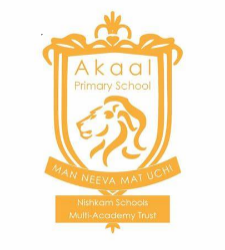 Akaal
Primary School
MAN NEEVA MAT UCHI
Nishkam Schools
Multi-Academy Trust